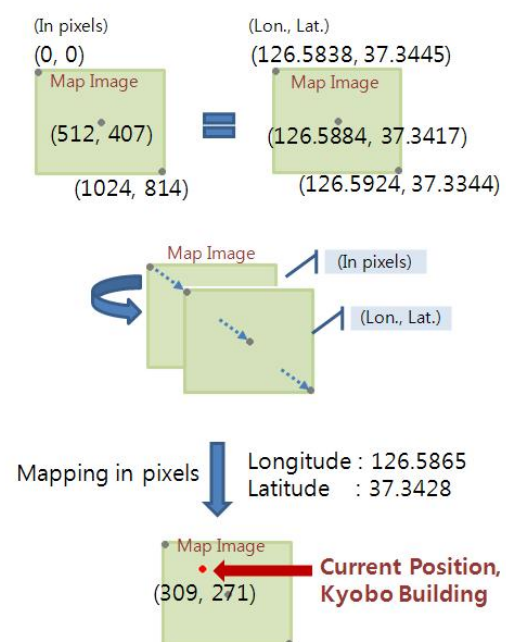 (In pixels)
(0, 0)
Map Image
(512, 407)
(1024, 814)
(Lon., Lat.)
(126.5838, 37.3445)
Map Image
(126.5884, 37.3417)
(126.5924, 37.3344)
Map Image
(In pixels)
(Lon., Lat.)
Mapping in pixels
Longitude : 126.5865
Latitude : 37.3428
Map Image
(309, 271)
Current Position,
Kyobo Building